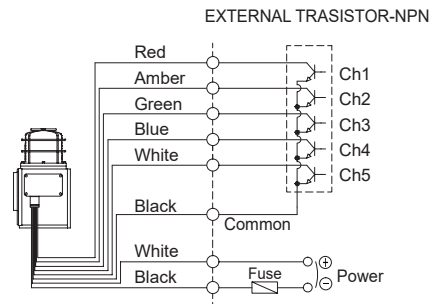 EXTERNAL TRASISTOR-NPN
Red
Ch1
Amber
Ch2
Green
Ch3
Blue
Ch4
White
Ch5
Black
Common
White
Black
Fuse
Power